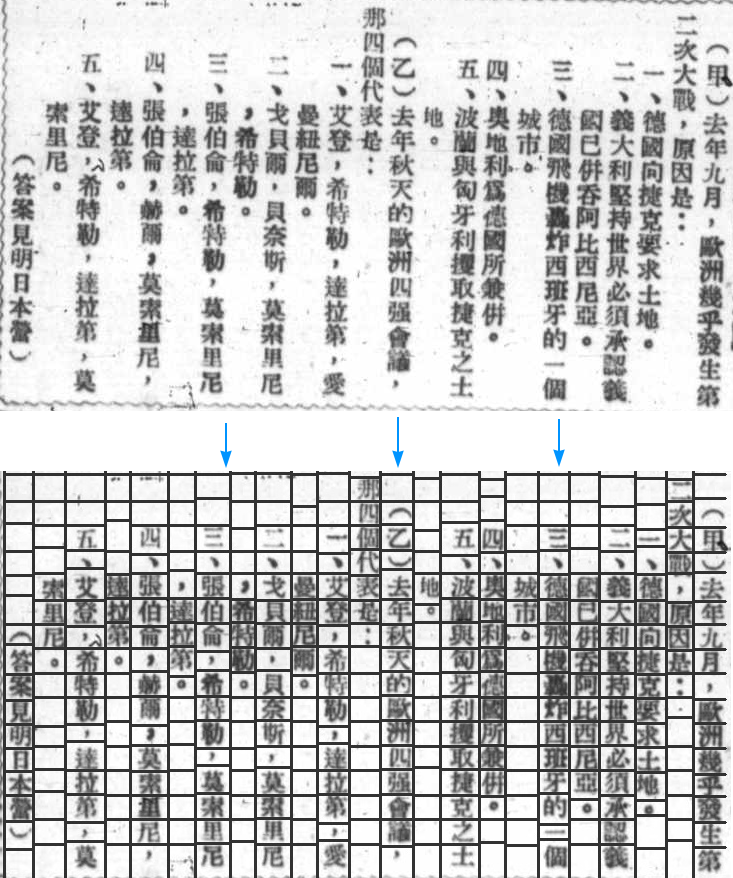 （甲）去年九月，歐洲幾乎發生第
二次大戰，原因是：
一、德國向捷克要求土地。
二、義大利堅持世界必須承認義
國已併吞阿比西尼亞。
三、德國飛機轟炸西班牙的一個
城市。
四、奧地利爲德國所兼併。
五、波蘭與匈牙利攫取捷克之土
地。
（乙）去年秋天的歐洲四强會議，
那四個代表是：
一、艾登，希特勒，達拉第，愛
曼紐尼爾。
二、戈貝爾，貝奈斯，莫索里尼
，希特勒。
三、張伯侖，希特勒，莫索里尼
，達拉第。
四、張伯侖，赫爾，莫索里尼，
達拉第。
五、艾登，希特勒，達拉第，莫
索里尼。
（答案見明日本營）
（甲）去年九月，歐洲幾乎發生第
二次大戰，原因是：
一、德國向捷克要求土地。
二、義大利堅持世界必須承認義
國已併吞阿比西尼亞。
三、德國飛機轟炸西班牙的一個
城市。
四、奧地利爲德國所兼併。
五、波蘭與匈牙利攫取捷克之土
地。
（乙）去年秋天的歐洲四强會議，
那四個代表是：
一、艾登，希特勒，達拉第，愛
曼紐尼爾。
二、戈貝爾，貝奈斯，莫索里尼
，希特勒。
三、張伯侖，希特勒，莫索里尼
，達拉第。
四、張伯侖，赫爾，莫索里尼，
達拉第。
五、艾登，希特勒，達拉第，莫
索里尼。
（答案見明日本營）